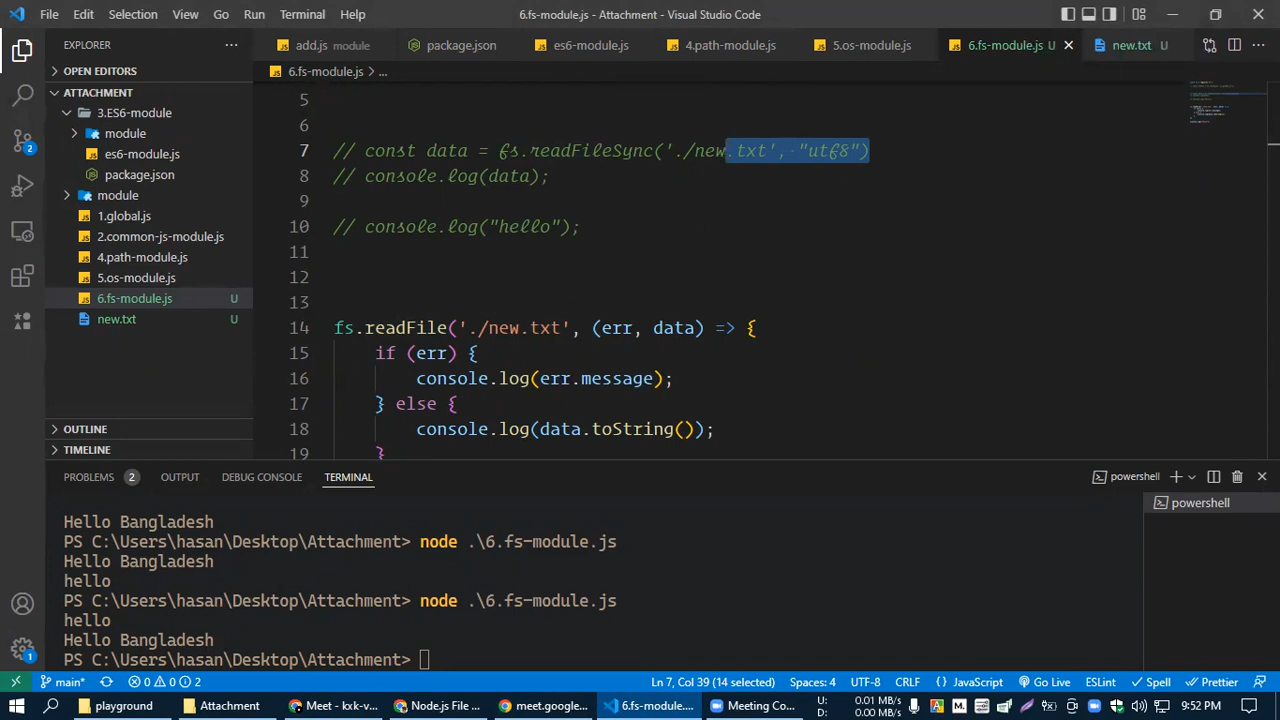 File Edit Selection View Go Run Terminal Help 6.fs-module.js - Attachment - Visual Studio Code
EXPLORER ... add.js module package.json es6-module.js 4.path-module.js 5.os-module.js 6.fs-module.js U new.txt U ...
OPEN EDITORS
6.fs-module.js > ...
ATTACHMENT
3.ES6-module
module
es6-module.js
package.json
module
1.global.js
2.common-js-module.js
4.path-module.js
5.os-module.js
6.fs-module.js U
new.txt U
OUTLINE
TIMELINE
5
6
7 // const data = fs.readFileSync('./new.txt', "utf8")
8 // console.log(data);
9
10 // console.log("hello");
11
12
13
14 fs.readFile('./new.txt', (err, data) => {
15 if (err) {
16 console.log(err.message);
17 } else {
18 console.log(data.toString());
19 }
PROBLEMS 2 OUTPUT DEBUG CONSOLE TERMINAL powershell
powershell
Hello Bangladesh
PS C:\Users\hasan\Desktop\Attachment> node .\6.fs-module.js
Hello Bangladesh
hello
PS C:\Users\hasan\Desktop\Attachment> node .\6.fs-module.js
hello
Hello Bangladesh
PS C:\Users\hasan\Desktop\Attachment>
1
main* 0 0 2 Ln 7, Col 39 (14 selected) Spaces: 4 UTF-8 CRLF JavaScript Go Live ESLint Spell Prettier
playground Attachment Meet - kxk-v... Node.js File ... meet.google.c... 6.fs-module.js... Meeting Co... U: 0.01 MB/s D: 0.00 MB/s 9:52 PM